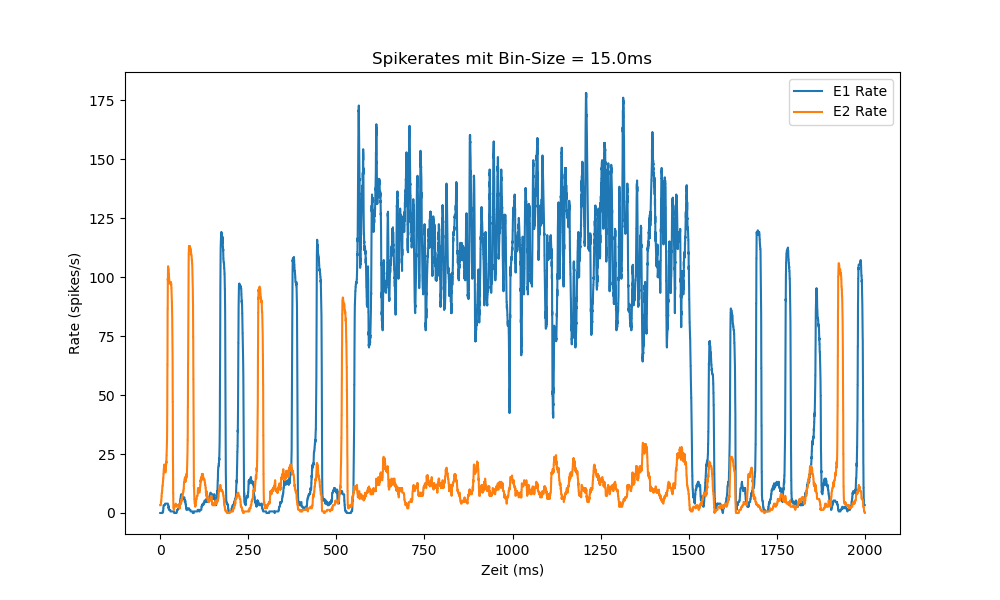 Spikerates mit Bin-Size = 15.0ms
E1 Rate
E2 Rate
Rate (spikes/s)
175
150
125
100
75
50
25
0
0 250 500 750 1000 1250 1500 1750 2000
Zeit (ms)